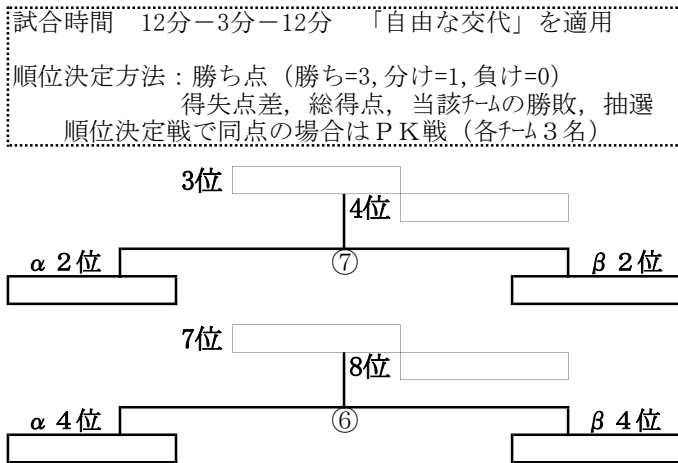 試合時間　12分－3分－12分　「自由な交代」を適用
順位決定方法：勝ち点（勝ち=3, 分け=1, 負け=0）
得失点差, 総得点, 当該ﾁｰﾑの勝敗, 抽選
順位決定戦で同点の場合はＰＫ戦（各ﾁｰﾑ３名）
3位
4位
α２位
⑦
β２位
7位
8位
α４位
⑥
β４位